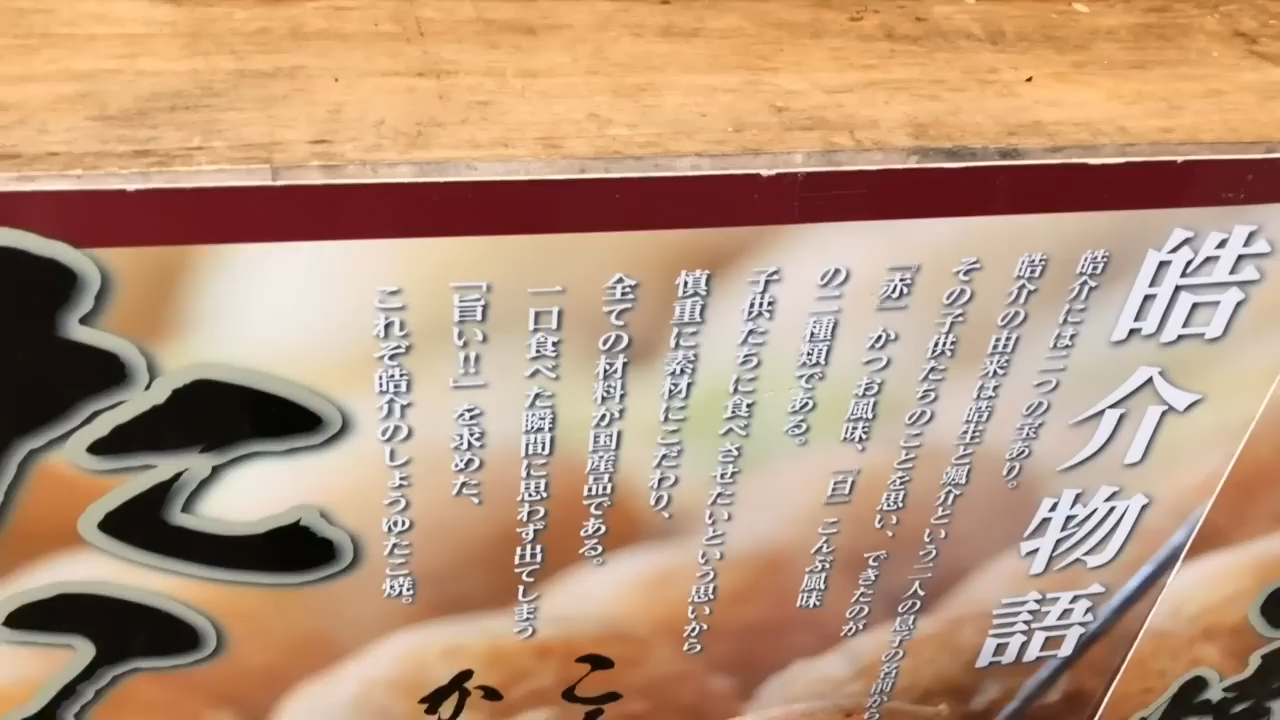 皓介物語
皓介には二つの宝あり。
皓介の由来は皓生と颯介という二人の息子の名前から
その子供たちのことを思い、できたのが
『赤』かつお風味、『白』こんぶ風味
の二種類である。
子供たちに食べさせたいという思いから
慎重に素材にこだわり、
全ての材料が国産品である。
一口食べた瞬間に思わず出てしまう
「旨い!!」を求めた、
これぞ皓介のしょうゆたこ焼。
こ
か
たこ